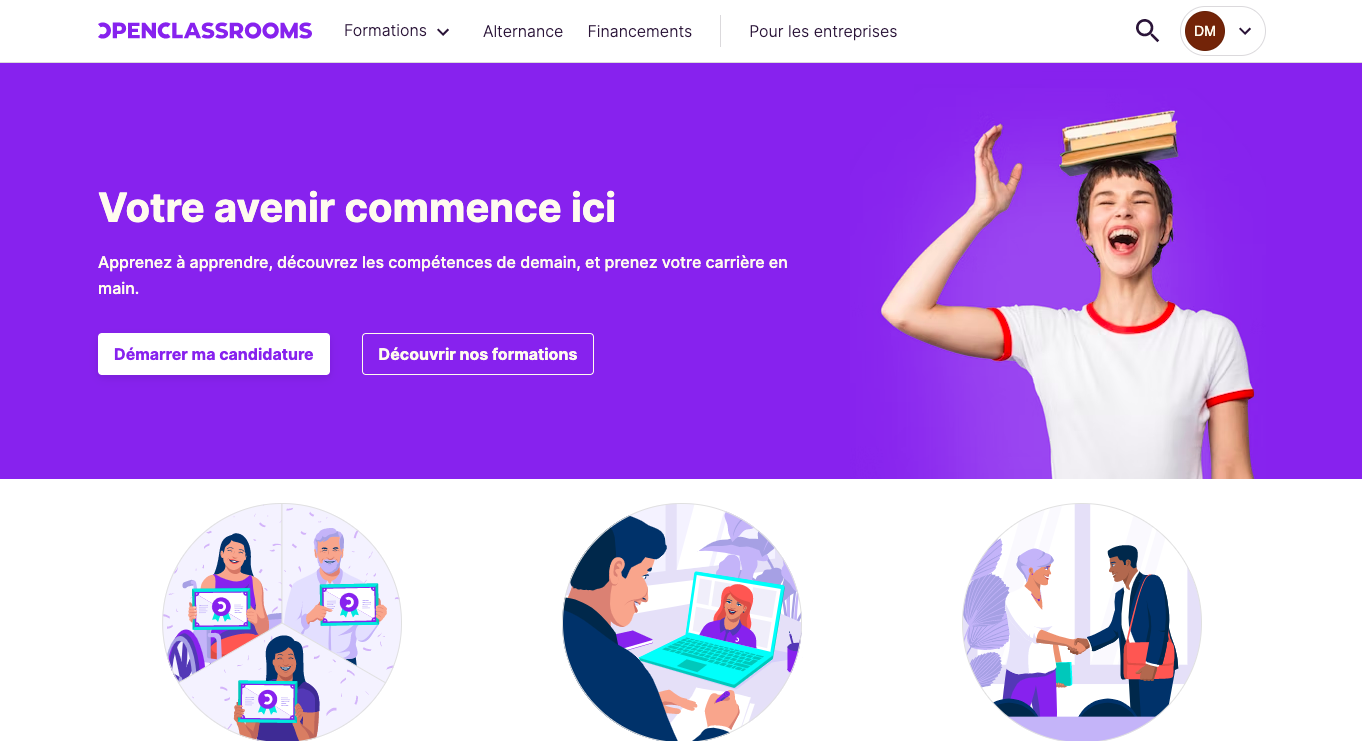 OPENCLASSROOMS
Formations
Alternance
Financements
Pour les entreprises
DM
Votre avenir commence ici
Apprenez à apprendre, découvrez les compétences de demain, et prenez votre carrière en
main.
Démarrer ma candidature
Découvrir nos formations